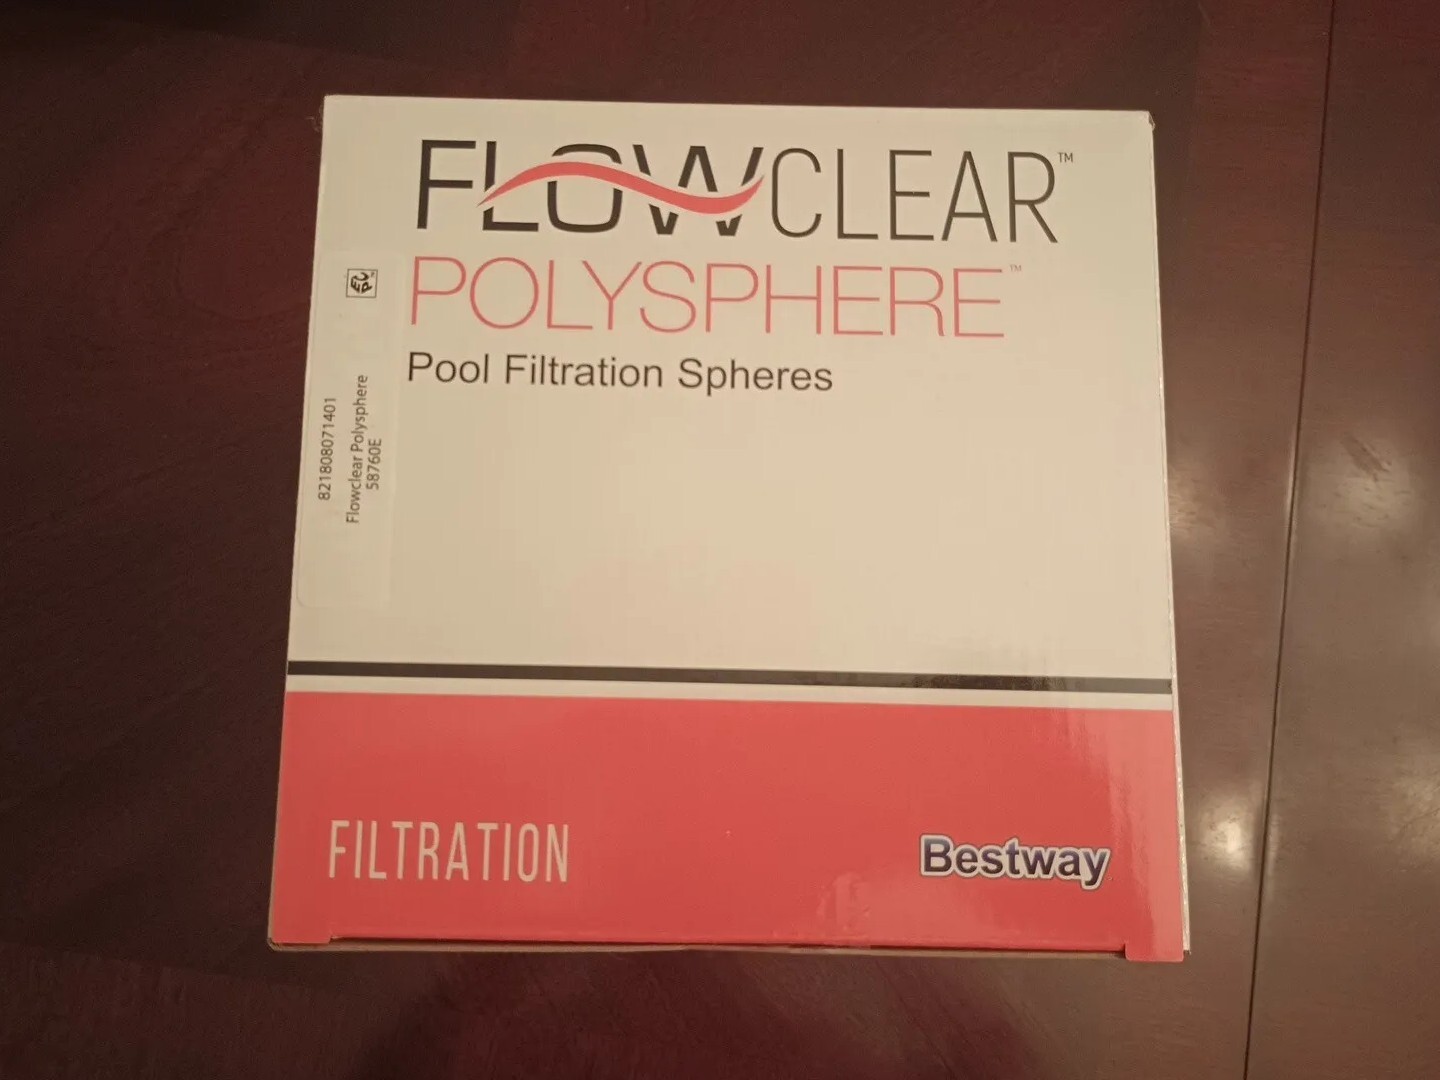 FLOWCLEAR™
POLYSPHERE™
Pool Filtration Spheres
821808071401
Flowclear Polysphere
58760E
FILTRATION
Bestway